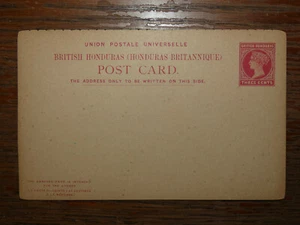 UNION POSTALE UNIVERSELLE
BRITISH HONDURAS (HONDURAS BRITANNIQUE)
POST CARD.
THE ADDRESS ONLY TO BE WRITTEN ON THIS SIDE.
BRITISH HONDURAS
THREE CENTS